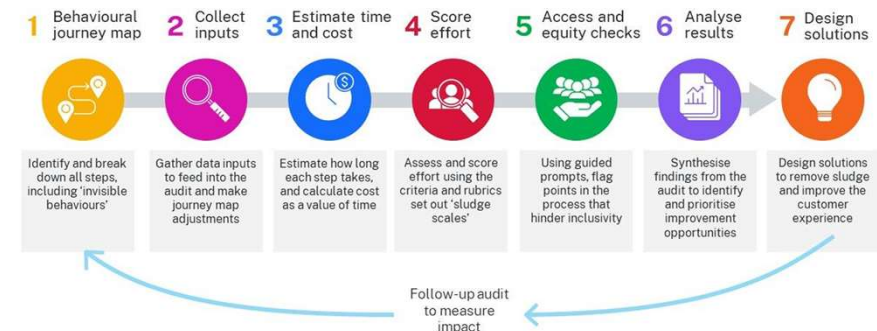 1 Behavioural
journey map
2 Collect
inputs
3 Estimate time
and cost
4 Score
effort
5 Access and
equity checks
6 Analyse
results
7 Design
solutions
$
Identify and break
down all steps,
including ‘invisible
behaviours’
Gather data inputs
to feed into the
audit and make
journey map
adjustments
Estimate how long
each step takes,
and calculate cost
as a value of time
Assess and score
effort using the
criteria and rubrics
set out ‘sludge
scales’
Using guided
prompts, flag
points in the
process that
hinder inclusivity
Synthesise
findings from the
audit to identify
and prioritise
improvement
opportunities
Design solutions
to remove sludge
and improve the
customer
experience
Follow-up audit
to measure
impact